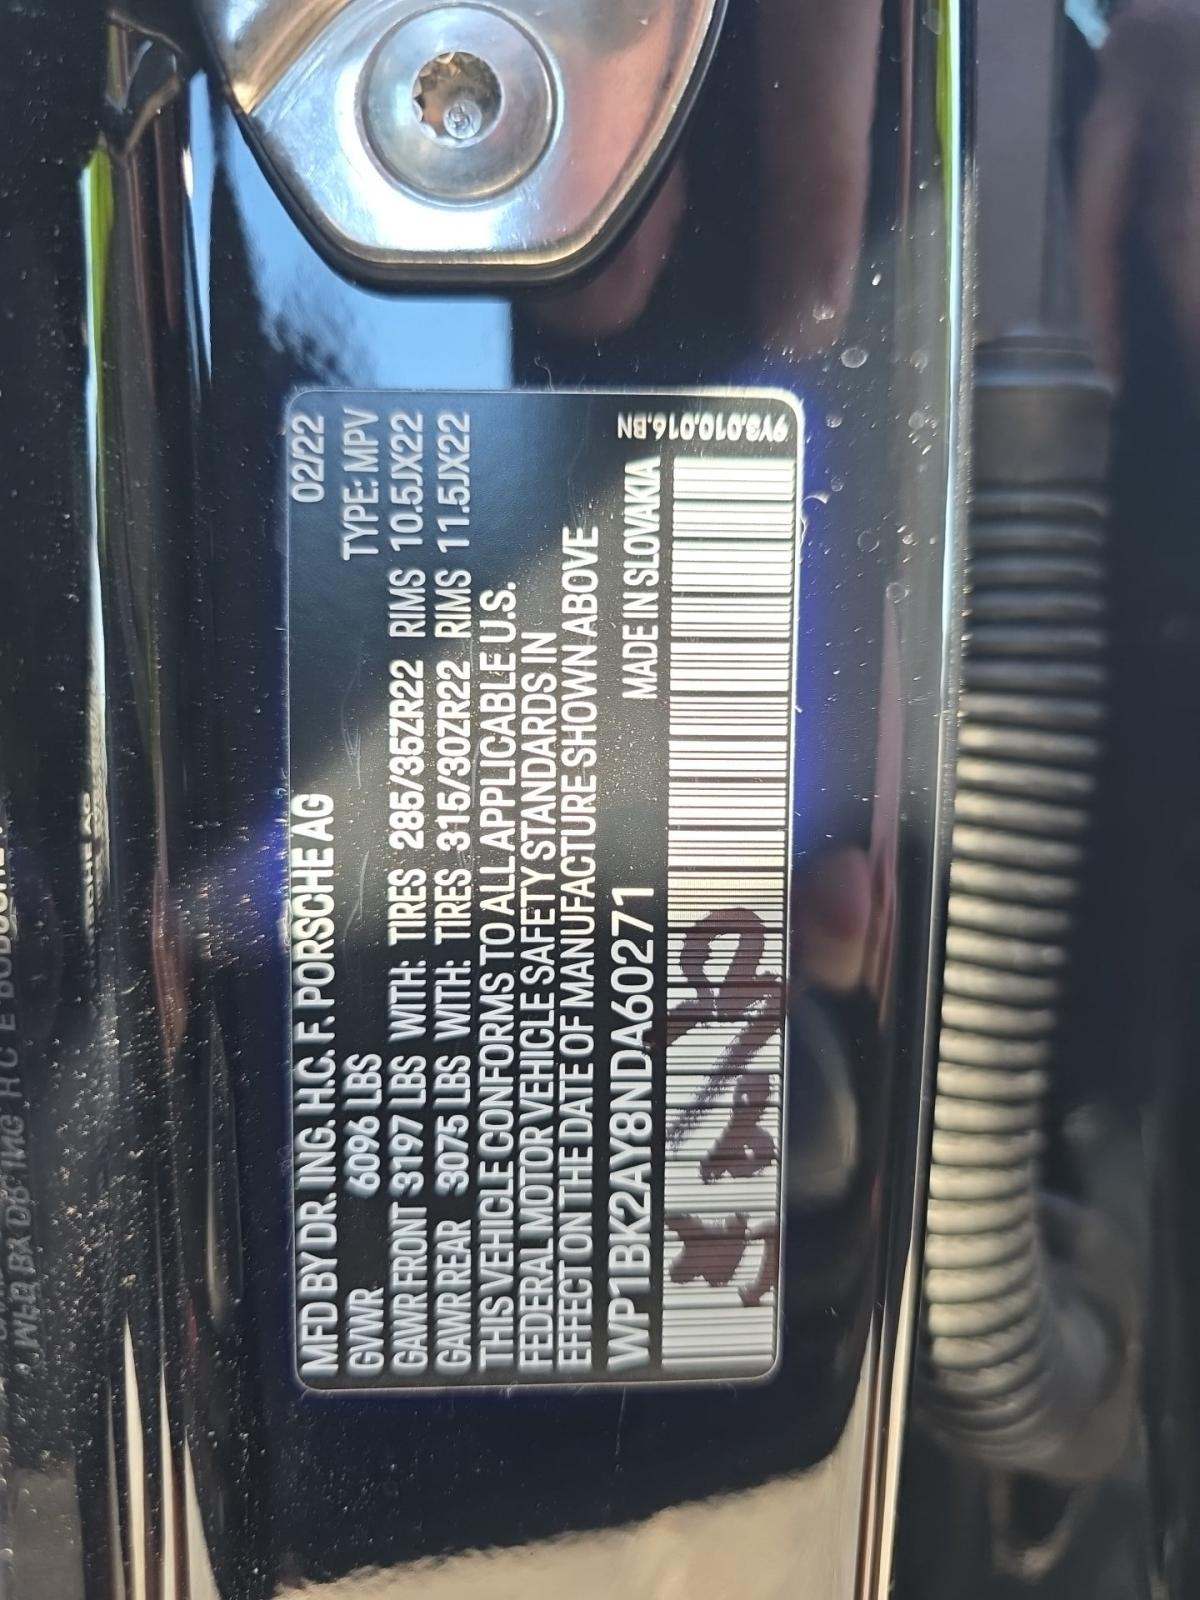 MFD BY DR. ING. H.C. F. PORSCHE AG 02/22
GVWR 6096 LBS TYPE: MPV
GAWR FRONT 3197 LBS WITH: TIRES 285/35ZR22 RIMS 10.5JX22
GAWR REAR 3075 LBS WITH: TIRES 315/30ZR22 RIMS 11.5JX22
THIS VEHICLE CONFORMS TO ALL APPLICABLE U.S.
FEDERAL MOTOR VEHICLE SAFETY STANDARDS IN
EFFECT ON THE DATE OF MANUFACTURE SHOWN ABOVE
WP1BK2AY8NDA60271 MADE IN SLOVAKIA
9Y3.010.016.BN